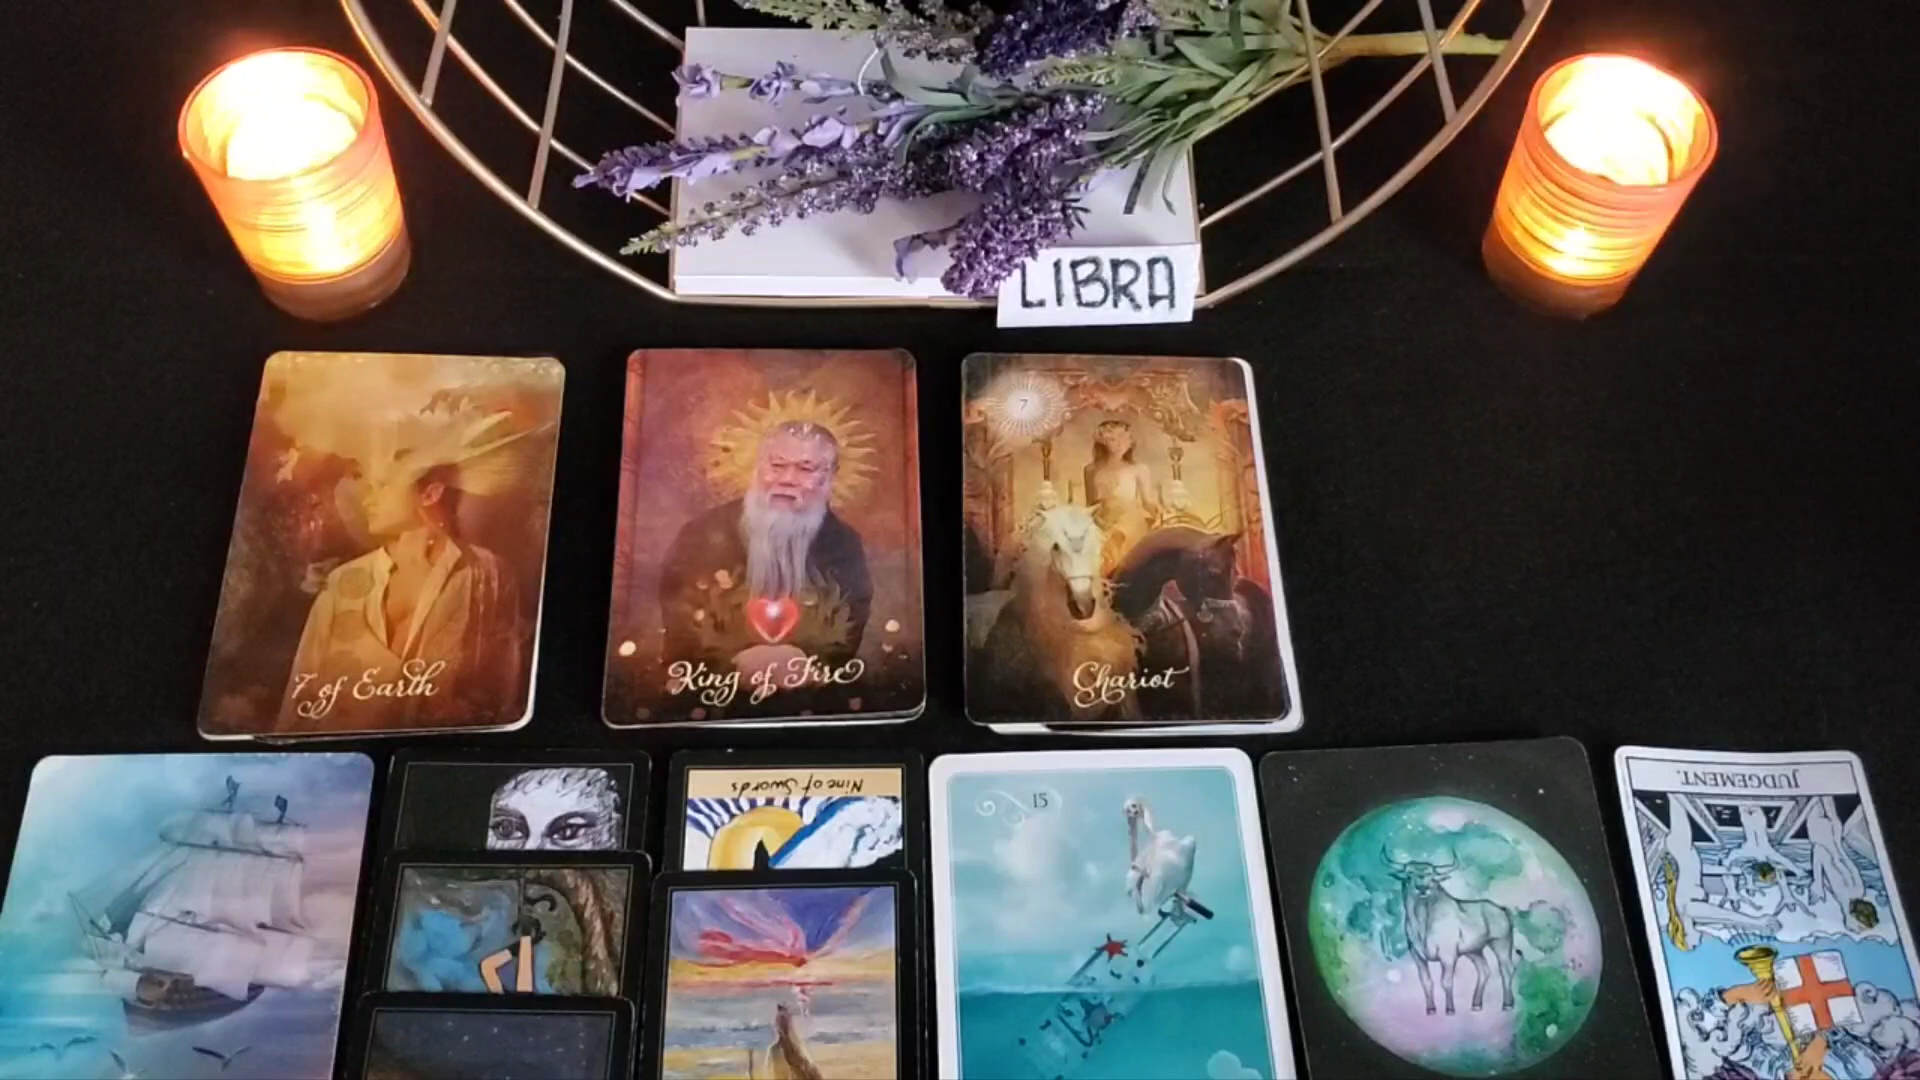 LIBRA
7 of Earth
King of Fire
7
Chariot
Nine of Swords
15
JUDGEMENT.